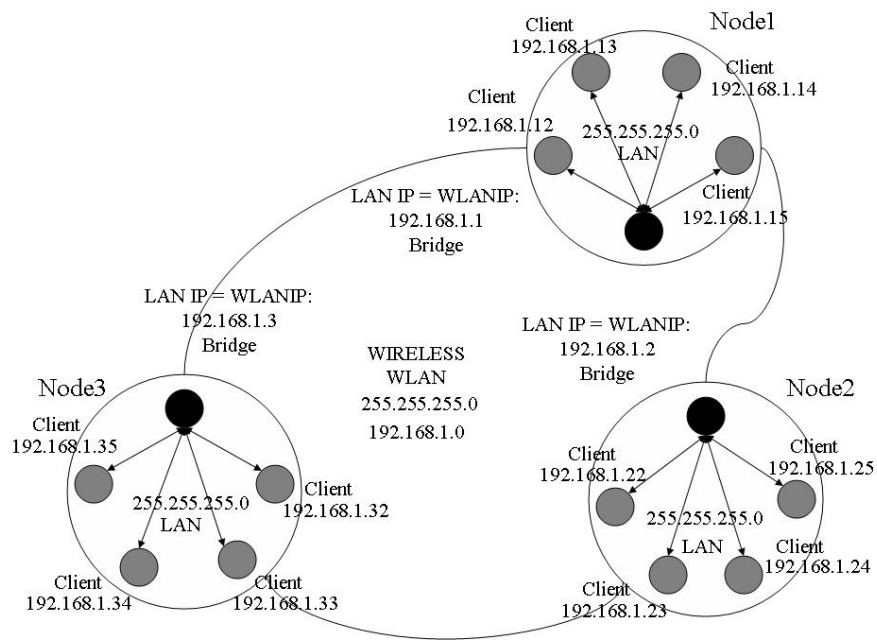 Node1
Client
192.168.1.13
Client
192.168.1.14
Client
192.168.1.12
255.255.255.0
LAN
Client
192.168.1.15
LAN IP = WLANIP:
192.168.1.1
Bridge
LAN IP = WLANIP:
192.168.1.3
Bridge
LAN IP = WLANIP:
192.168.1.2
Bridge
WIRELESS
WLAN
255.255.255.0
192.168.1.0
Node3
Client
192.168.1.35
255.255.255.0
LAN
Client
192.168.1.32
Client
192.168.1.34
Client
192.168.1.33
Node2
Client
192.168.1.22
Client
192.168.1.25
255.255.255.0
LAN
Client
192.168.1.24
Client
192.168.1.23